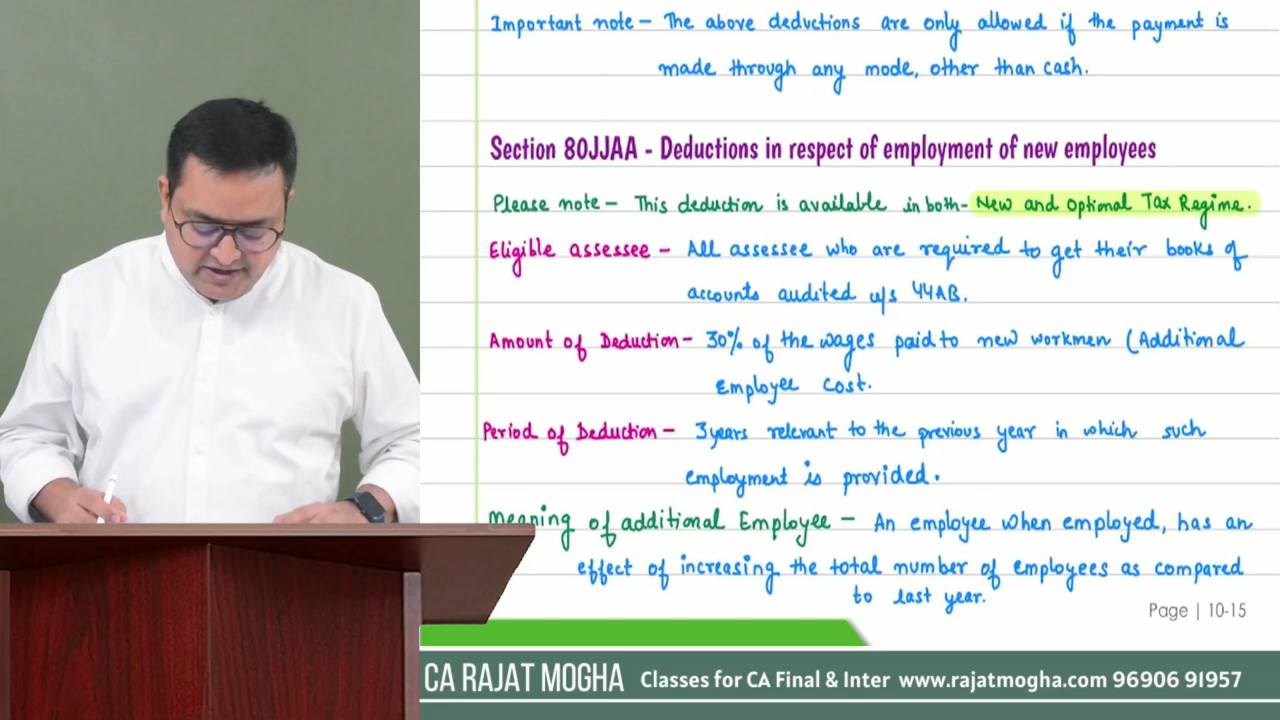 Important note - The above deductions are only allowed if the payment is
made through any mode, other than cash.
Section 80JJAA - Deductions in respect of employment of new employees
Please note - This deduction is available in both - New and Optional Tax Regime.
Eligible assessee - All assessee who are required to get their books of
accounts audited u/s 44AB.
Amount of Deduction - 30% of the wages paid to new workmen (Additional
Employee cost.
Period of Deduction - 3 years relevant to the previous year in which such
employment is provided.
Meaning of additional Employee - An employee when employed, has an
effect of increasing the total number of employees as compared
to last year.
Page | 10-15
CA RAJAT MOGHA Classes for CA Final & Inter www.rajatmogha.com 96906 91957